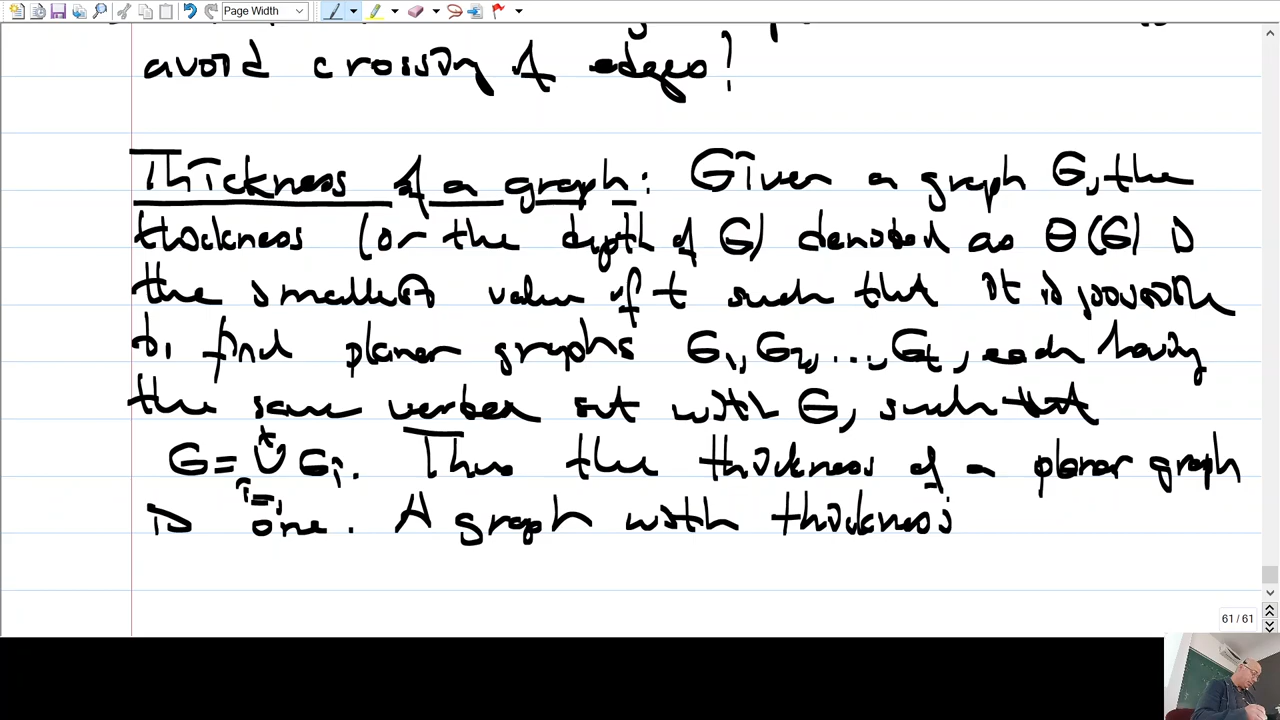 Page Width
avoid crossing of edges?
Thickness of a graph: Given a graph G, the
thickness (or the depth of G) denoted as θ(G) is
the smallest value of t such that it is possible
to find planar graphs G1, G2, ..., Gt, each having
the same vertex set with G, such that
G = ∪_{i=1}^{t} Gi. Thus the thickness of a planar graph
is one. A graph with thickness
61 / 61